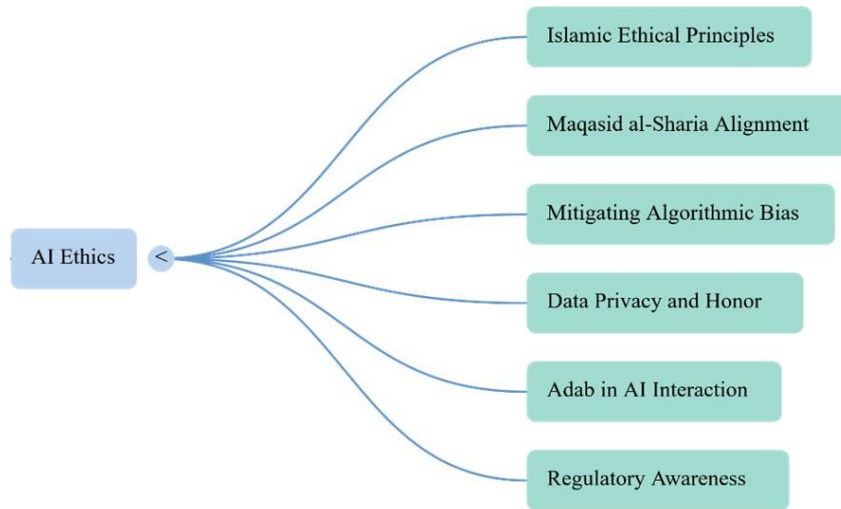 Islamic Ethical Principles
Maqasid al-Sharia Alignment
Mitigating Algorithmic Bias
AI Ethics <
Data Privacy and Honor
Adab in AI Interaction
Regulatory Awareness